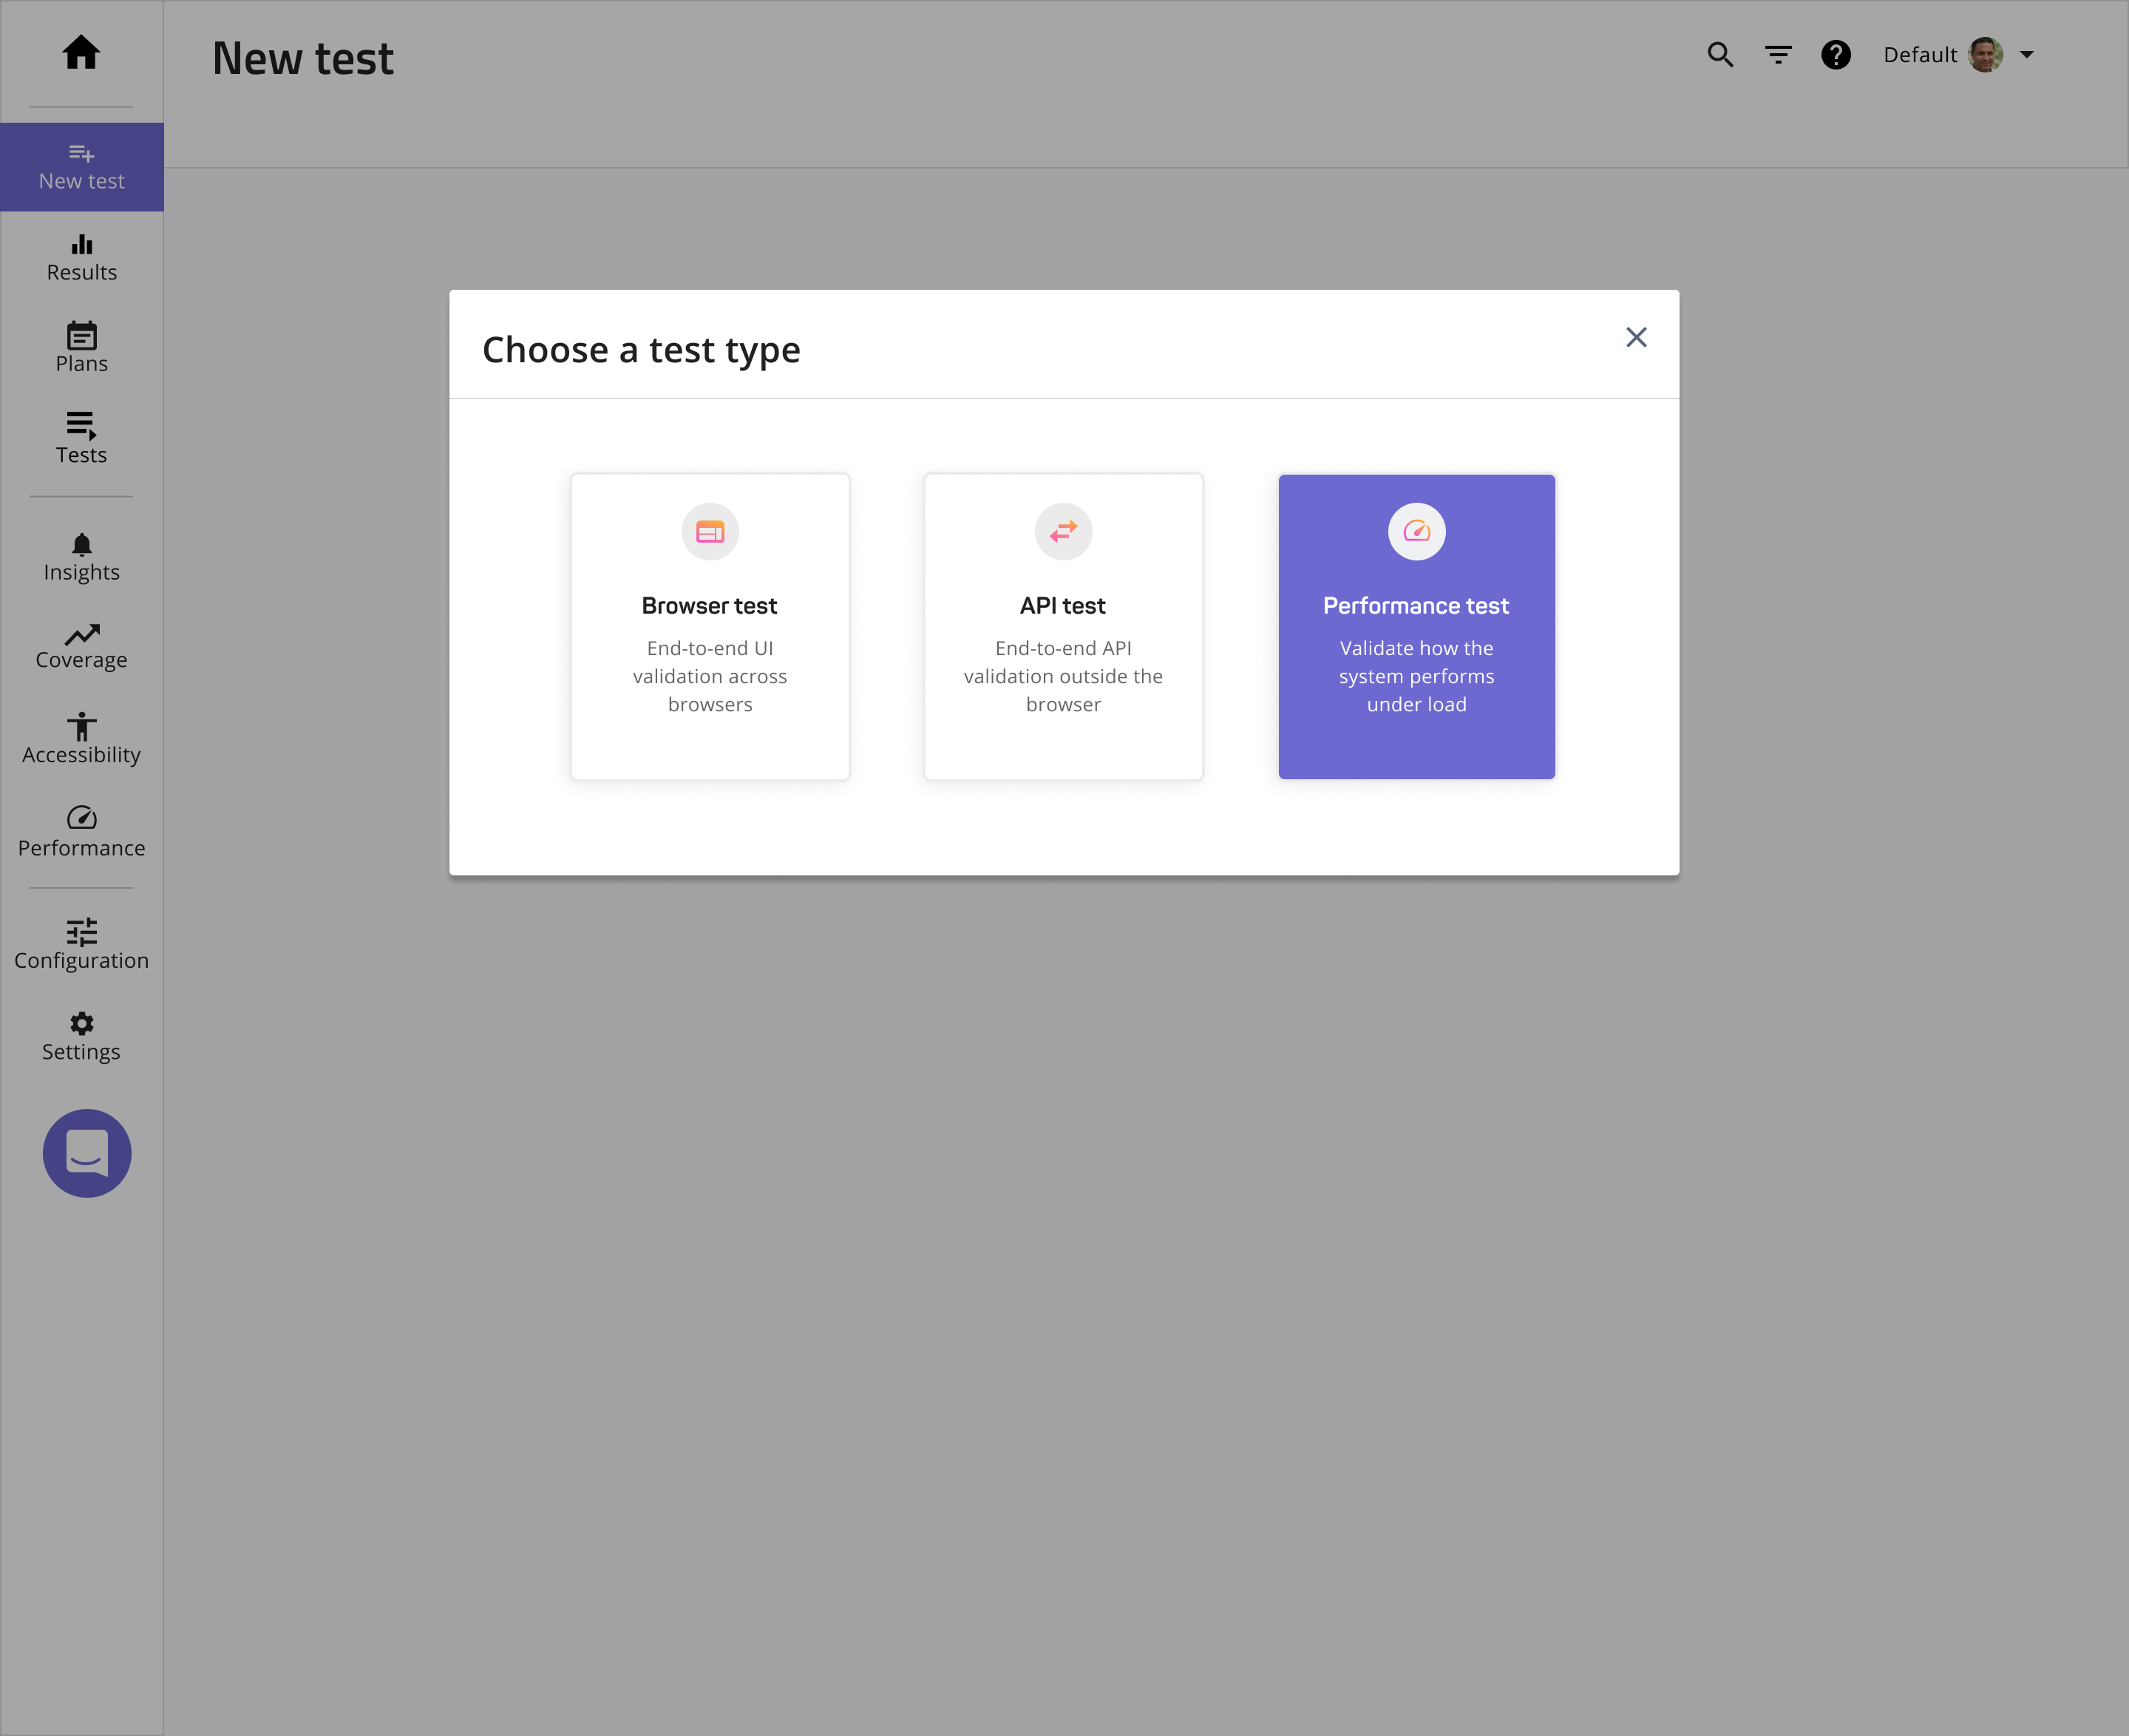 New test
Default
New test
Results
Plans
Tests
Insights
Coverage
Accessibility
Performance
Configuration
Settings
Choose a test type
Browser test
End-to-end UI
validation across
browsers
API test
End-to-end API
validation outside the
browser
Performance test
Validate how the
system performs
under load